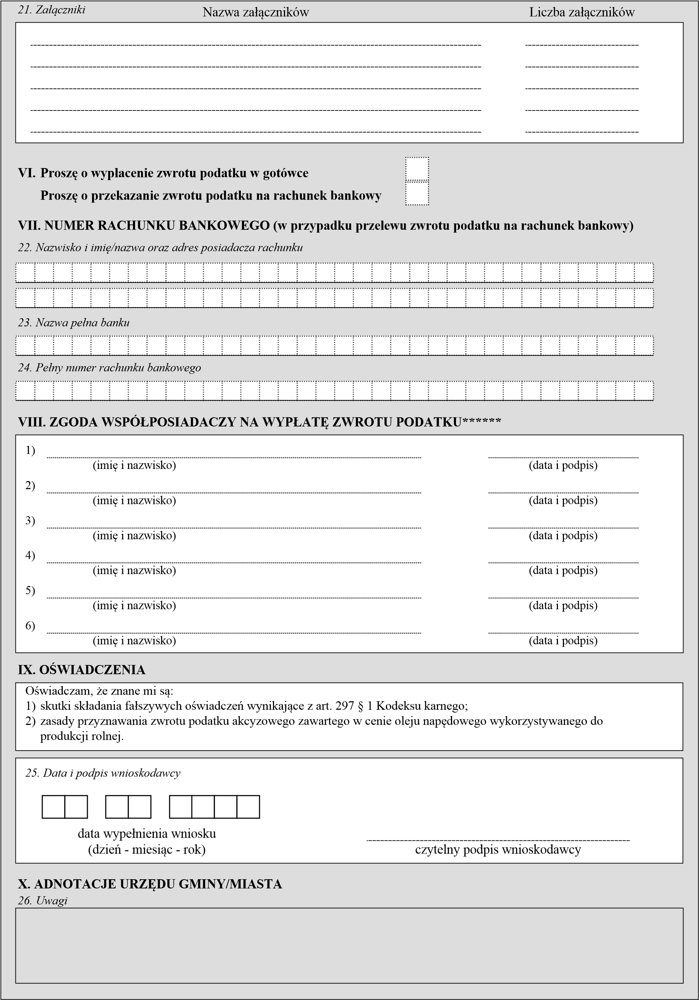 21. Załączniki Nazwa załączników Liczba załączników
VI. Proszę o wypłacenie zwrotu podatku w gotówce
Proszę o przekazanie zwrotu podatku na rachunek bankowy
VII. NUMER RACHUNKU BANKOWEGO (w przypadku przelewu zwrotu podatku na rachunek bankowy)
22. Nazwisko i imię/nazwa oraz adres posiadacza rachunku
23. Nazwa pełna banku
24. Pełny numer rachunku bankowego
VIII. ZGODA WSPÓŁPOSIADACZY NA WYPŁATĘ ZWROTU PODATKU******
1)
(imię i nazwisko) (data i podpis)
2)
(imię i nazwisko) (data i podpis)
3)
(imię i nazwisko) (data i podpis)
4)
(imię i nazwisko) (data i podpis)
5)
(imię i nazwisko) (data i podpis)
6)
(imię i nazwisko) (data i podpis)
IX. OŚWIADCZENIA
Oświadczam, że znane mi są:
1) skutki składania fałszywych oświadczeń wynikające z art. 297 § 1 Kodeksu karnego;
2) zasady przyznawania zwrotu podatku akcyzowego zawartego w cenie oleju napędowego wykorzystywanego do
produkcji rolnej.
25. Data i podpis wnioskodawcy
data wypełnienia wniosku
(dzień - miesiąc - rok) czytelny podpis wnioskodawcy
X. ADNOTACJE URZĘDU GMINY/MIASTA
26. Uwagi